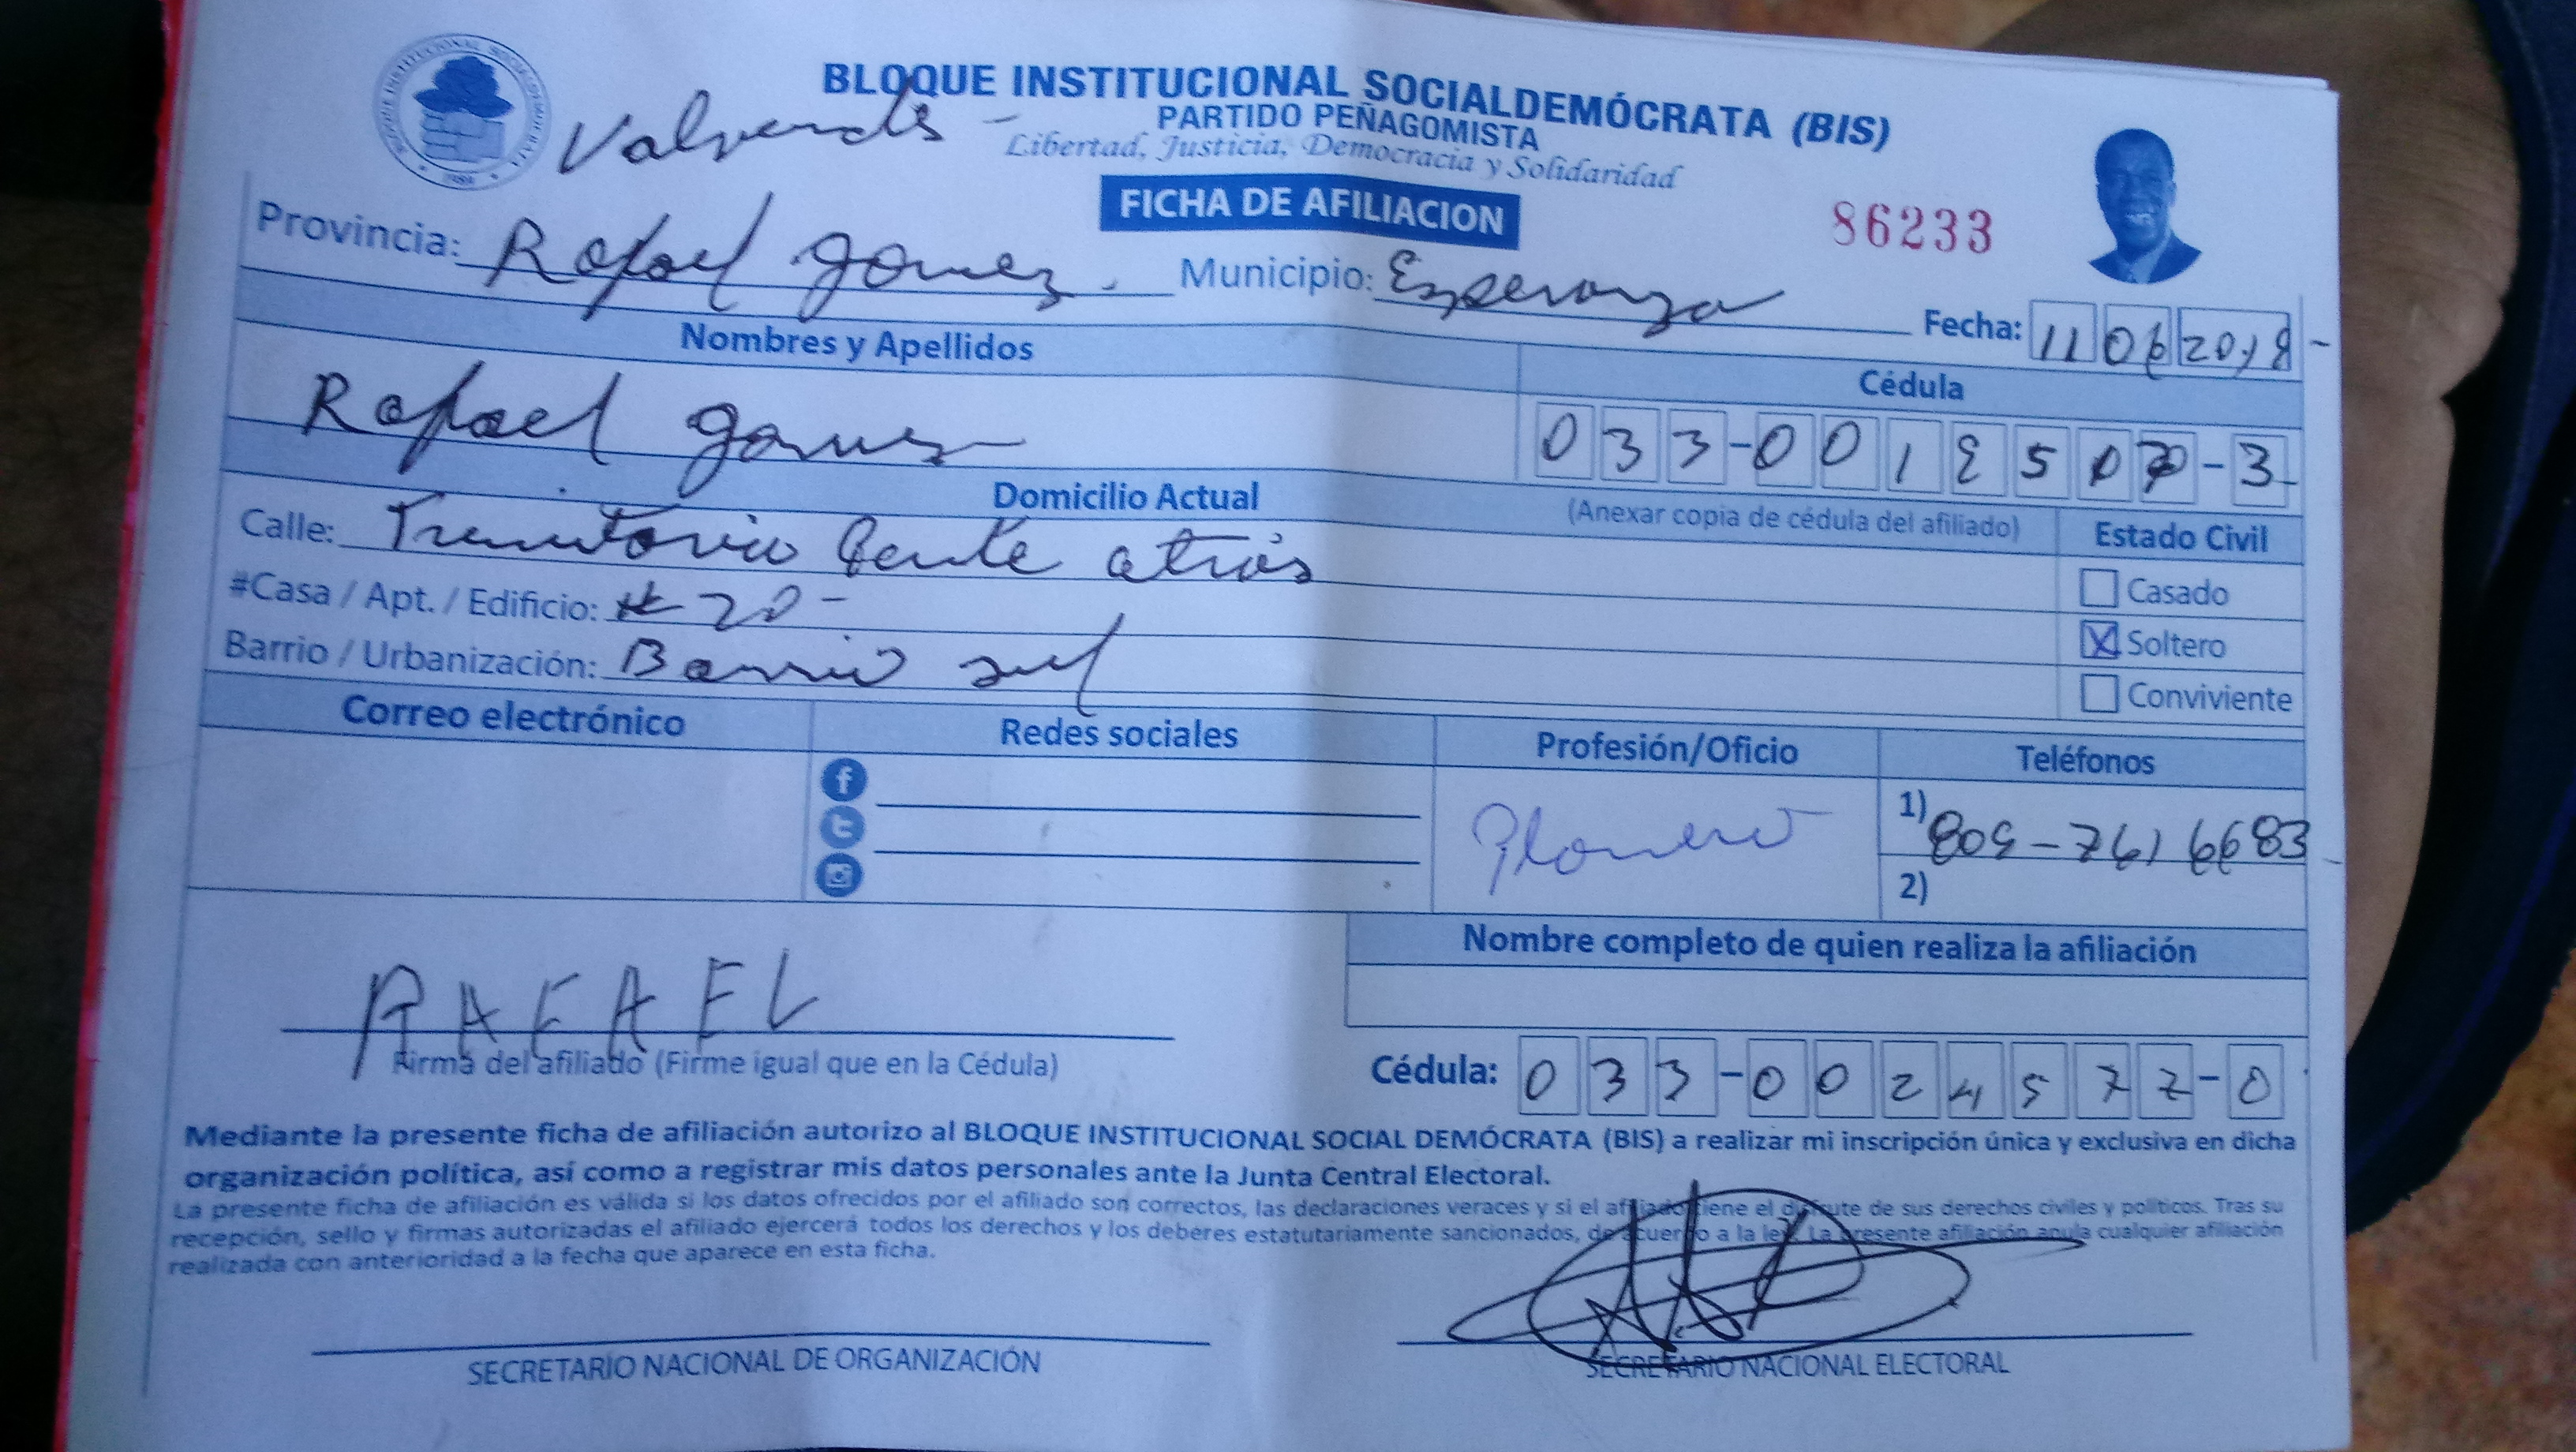 BLOQUE INSTITUCIONAL SOCIALDEMÓCRATA (BIS)
PARTIDO PEÑAGOMISTA
Libertad, Justicia, Democracia y Solidaridad
Valverde -
FICHA DE AFILIACION
86233
Provincia: Rafael Gomez. Municipio: Esperanza
Fecha: 11 06 2018 -
Nombres y Apellidos
Cédula
Rafael Gomez
033-001 5 -3
Domicilio Actual
(Anexar copia de cédula del afiliado)
Estado Civil
Calle: atrás
Casado
#Casa / Apt. / Edificio: # 20 -
Soltero
Barrio / Urbanización: Barrio sul
Conviviente
Correo electrónico
Redes sociales
Profesión/Oficio
Teléfonos
Plomero
1) 809-761 6683
2)
Nombre completo de quien realiza la afiliación
RAFAEL
Firma del afiliado (Firme igual que en la Cédula)
Cédula: 033-0024577-0
Mediante la presente ficha de afiliación autorizo al BLOQUE INSTITUCIONAL SOCIAL DEMÓCRATA (BIS) a realizar mi inscripción única y exclusiva en dicha
organización política, así como a registrar mis datos personales ante la Junta Central Electoral.
La presente ficha de afiliación es válida si los datos ofrecidos por el afiliado son correctos, las declaraciones veraces y si el afiliado tiene el disfrute de sus derechos civiles y políticos. Tras su
recepción, sello y firmas autorizadas el afiliado ejercerá todos los derechos y los deberes estatutariamente sancionados, de acuerdo a la ley. La presente afiliación anula cualquier afiliación
realizada con anterioridad a la fecha que aparece en esta ficha.
SECRETARIO NACIONAL DE ORGANIZACIÓN
SECRETARIO NACIONAL ELECTORAL